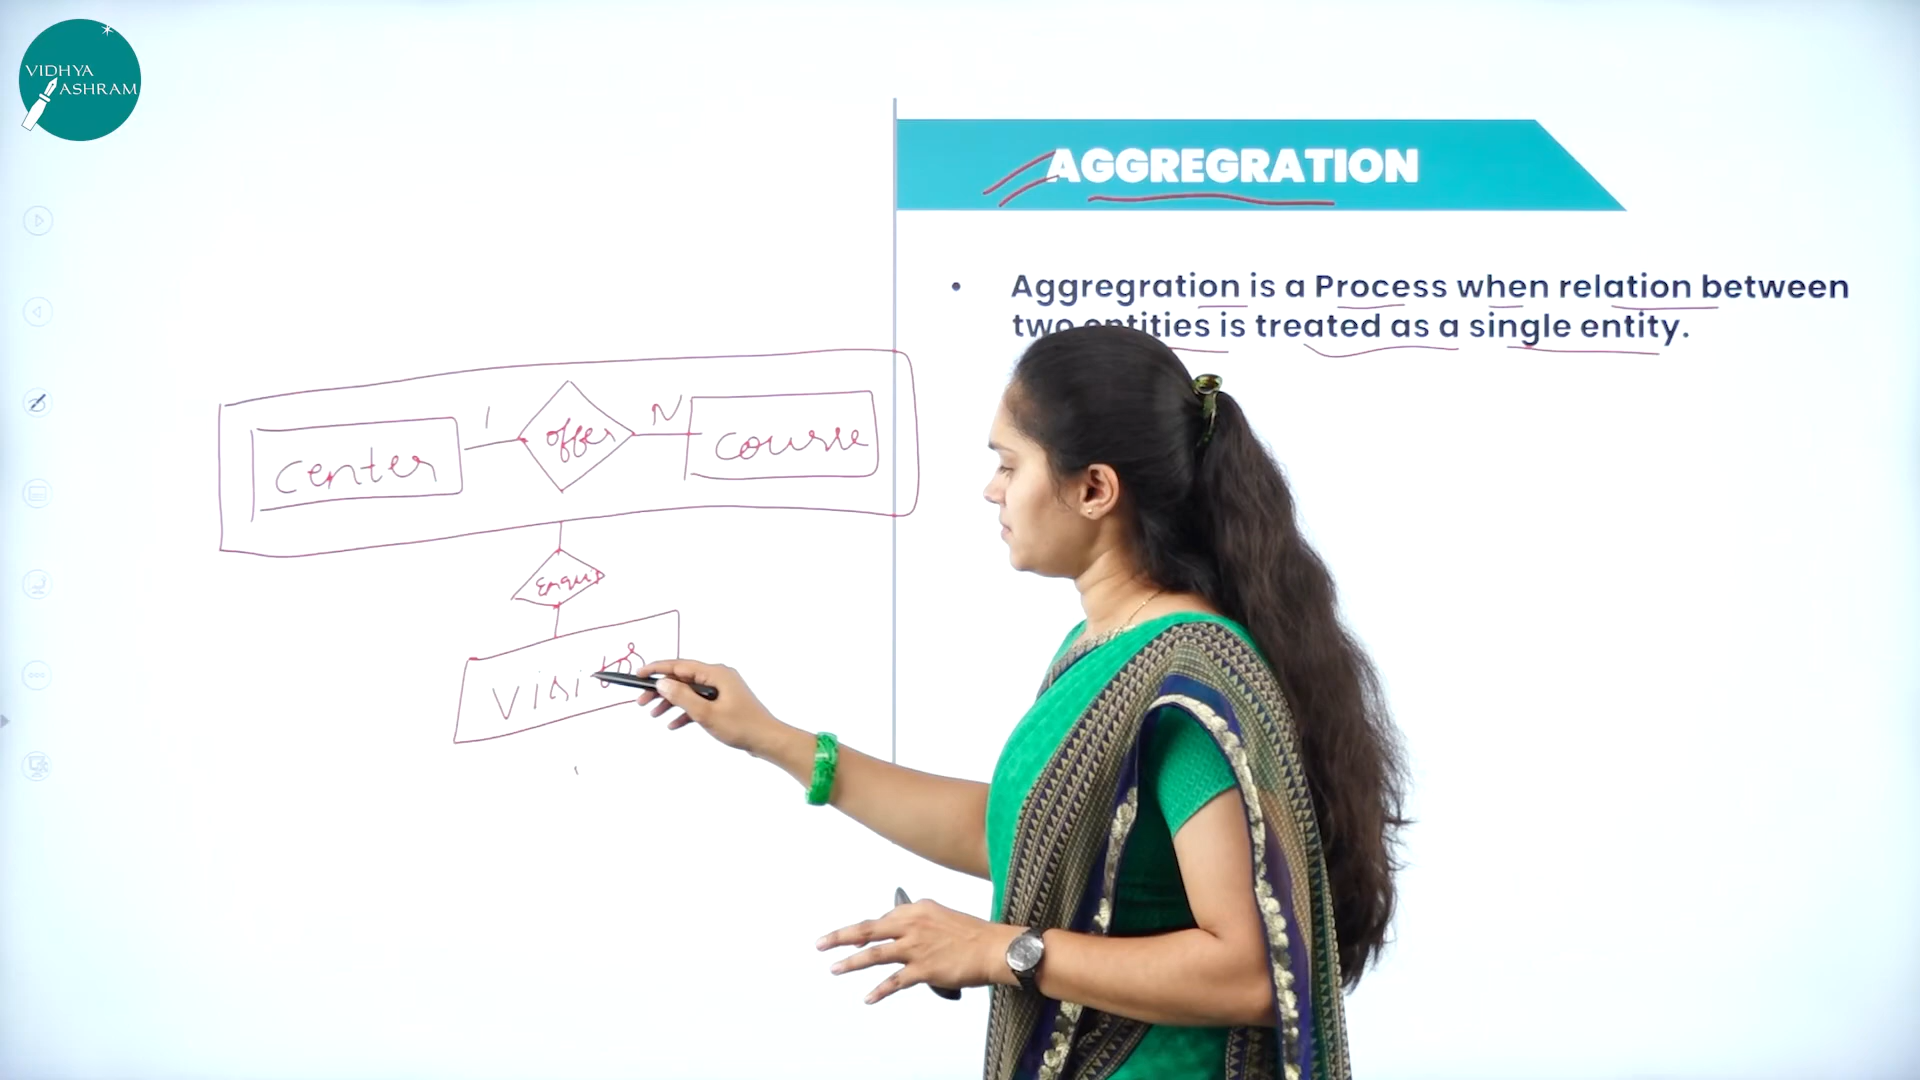 VIDHYA
ASHRAM
AGGREGRATION
• Aggregration is a Process when relation between
two entities is treated as a single entity.
1
N
center
offer
course
Enquir
Visitor